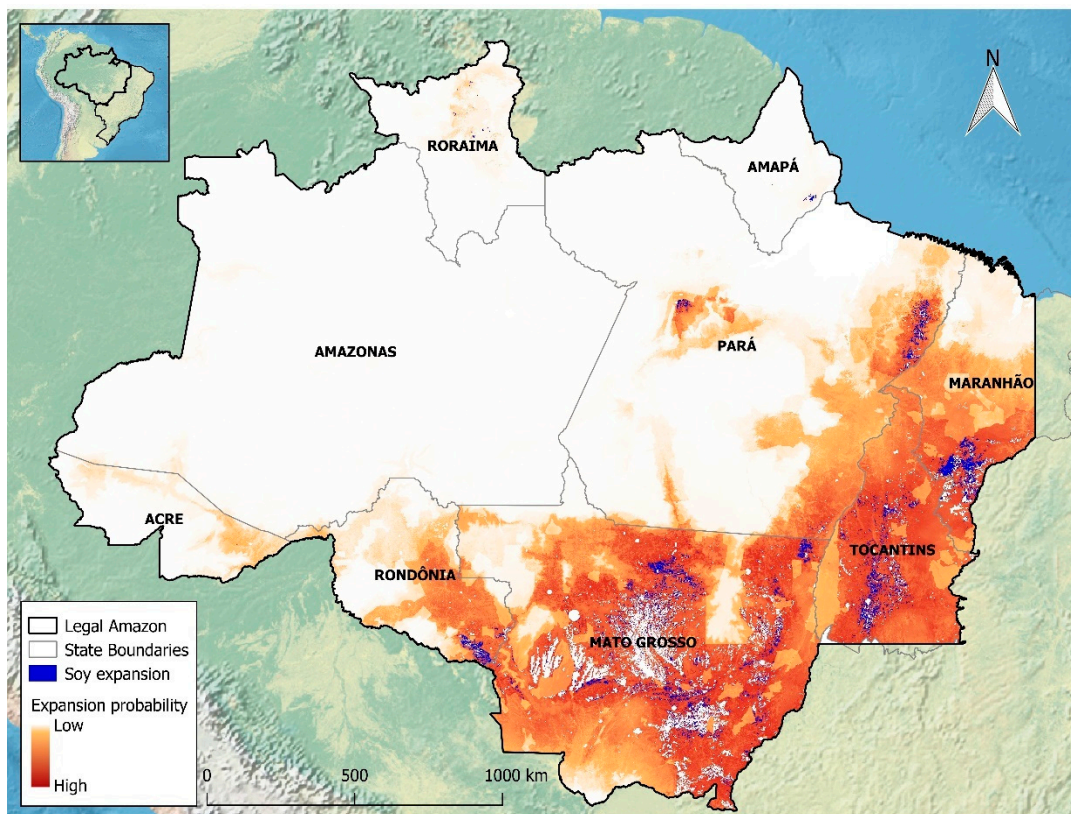 N
RORAIMA
AMAPÁ
AMAZONAS
PARÁ
MARANHÃO
ACRE
RONDÔNIA
TOCANTINS
MATO GROSSO
Legal Amazon
State Boundaries
Soy expansion
Expansion probability
Low
High
0 500 1000 km